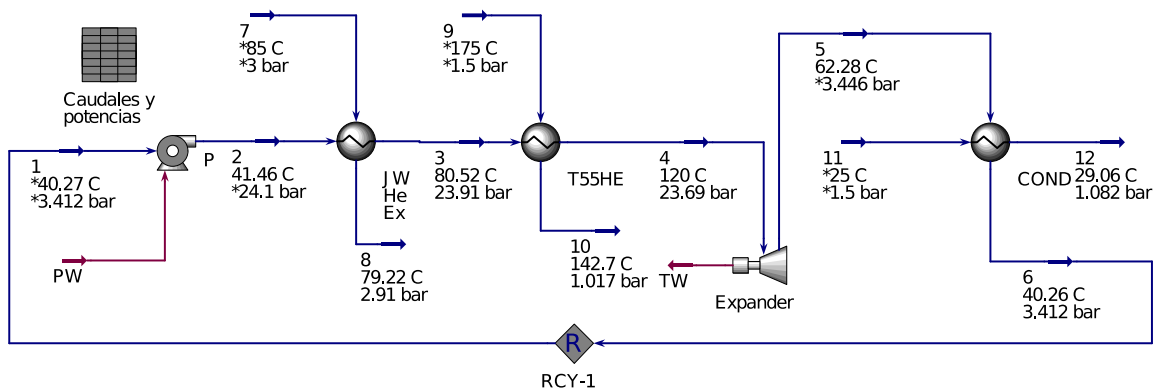 7
*85 C
*3 bar
9
*175 C
*1.5 bar
5
62.28 C
*3.446 bar
Caudales y
potencias
1
*40.27 C
*3.412 bar
P
2
41.46 C
*24.1 bar
JW
He
Ex
3
80.52 C
23.91 bar
T55HE
4
120 C
23.69 bar
11
*25 C
*1.5 bar
COND
12
29.06 C
1.082 bar
PW
8
79.22 C
2.91 bar
10
142.7 C
1.017 bar
TW
Expander
6
40.26 C
3.412 bar
R
RCY-1